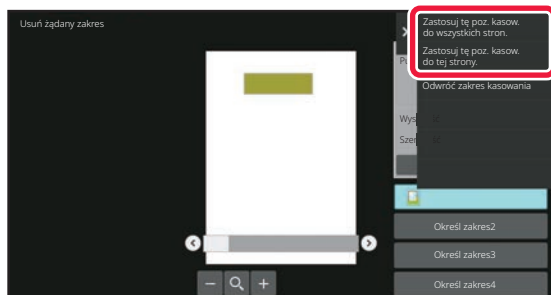 Usuń żądany zakres
Zastosuj tę poz. kasow.
do wszystkich stron.
Zastosuj tę poz. kasow.
do tej strony.
Odwróć zakres kasowania
Określ zakres2
Określ zakres3
Określ zakres4